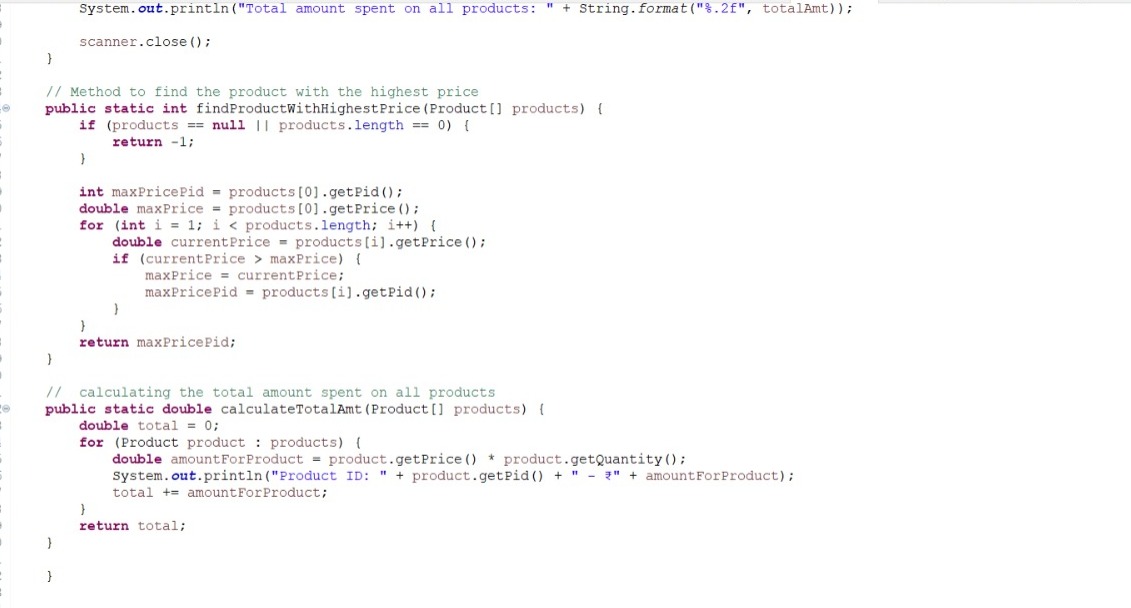 System.out.println("Total amount spent on all products: " + String.format("%.2f", totalAmt));
scanner.close();
}
// Method to find the product with the highest price
public static int findProductWithHighestPrice(Product[] products) {
if (products == null || products.length == 0) {
return -1;
}
int maxPricePid = products[0].getPid();
double maxPrice = products[0].getPrice();
for (int i = 1; i < products.length; i++) {
double currentPrice = products[i].getPrice();
if (currentPrice > maxPrice) {
maxPrice = currentPrice;
maxPricePid = products[i].getPid();
}
}
return maxPricePid;
}
//  calculating the total amount spent on all products
public static double calculateTotalAmt(Product[] products) {
double total = 0;
for (Product product : products) {
double amountForProduct = product.getPrice() * product.getQuantity();
System.out.println("Product ID: " + product.getPid() + " - ₹" + amountForProduct);
total += amountForProduct;
}
return total;
}
}